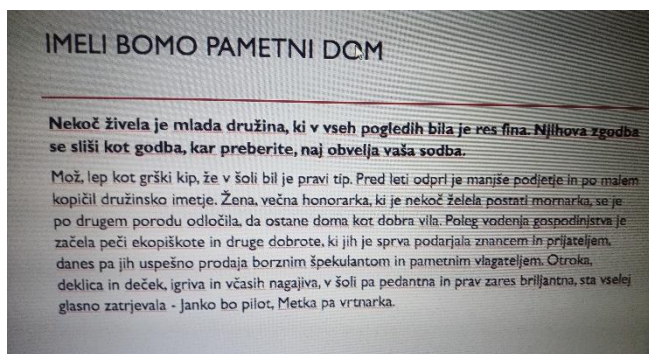 IMELI BOMO PAMETNI DOM
Nekoč živela je mlada družina, ki v vseh pogledih bila je res fina. Njihova zgodba
se sliši kot godba, kar preberite, naj obvelja vaša sodba.
Mož, lep kot grški kip, že v šoli bil je pravi tip. Pred leti odprl je manjše podjetje in po malem
kopičil družinsko imetje. Žena, večna honorarka, ki je nekoč želela postati mornarka, se je
po drugem porodu odločila, da ostane doma kot dobra vila. Poleg vodenja gospodinjstva je
začela peči ekopiškote in druge dobrote, ki jih je sprva podarjala znancem in prijateljem,
danes pa jih uspešno prodaja borznim špekulantom in pametnim vlagateljem. Otroka,
deklica in deček, igriva in včasih nagajiva, v šoli pa pedantna in prav zares briljantna, sta vselej
glasno zatrjevala - Janko bo pilot, Metka pa vrtnarka.